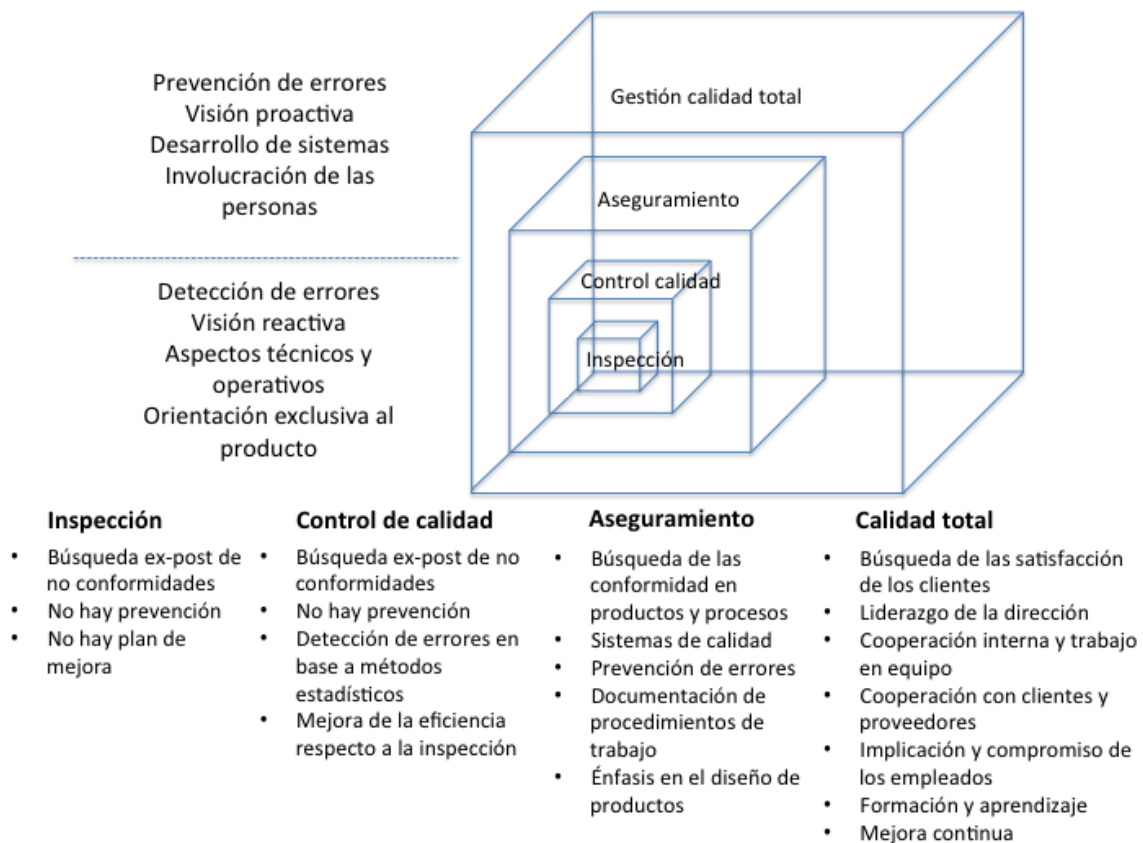 Prevención de errores
Visión proactiva
Desarrollo de sistemas
Involucración de las
personas
Detección de errores
Visión reactiva
Aspectos técnicos y
operativos
Orientación exclusiva al
producto
Gestión calidad total
Aseguramiento
Control calidad
Inspección
Inspección
• Búsqueda ex-post de
no conformidades
• No hay prevención
• No hay plan de
mejora
Control de calidad
• Búsqueda ex-post de no
conformidades
• No hay prevención
• Detección de errores en
base a métodos
estadísticos
• Mejora de la eficiencia
respecto a la inspección
Aseguramiento
• Búsqueda de las
conformidad en
productos y procesos
• Sistemas de calidad
• Prevención de errores
• Documentación de
procedimientos de
trabajo
• Énfasis en el diseño de
productos
Calidad total
• Búsqueda de las satisfacción
de los clientes
• Liderazgo de la dirección
• Cooperación interna y trabajo
en equipo
• Cooperación con clientes y
proveedores
• Implicación y compromiso de
los empleados
• Formación y aprendizaje
• Mejora continua